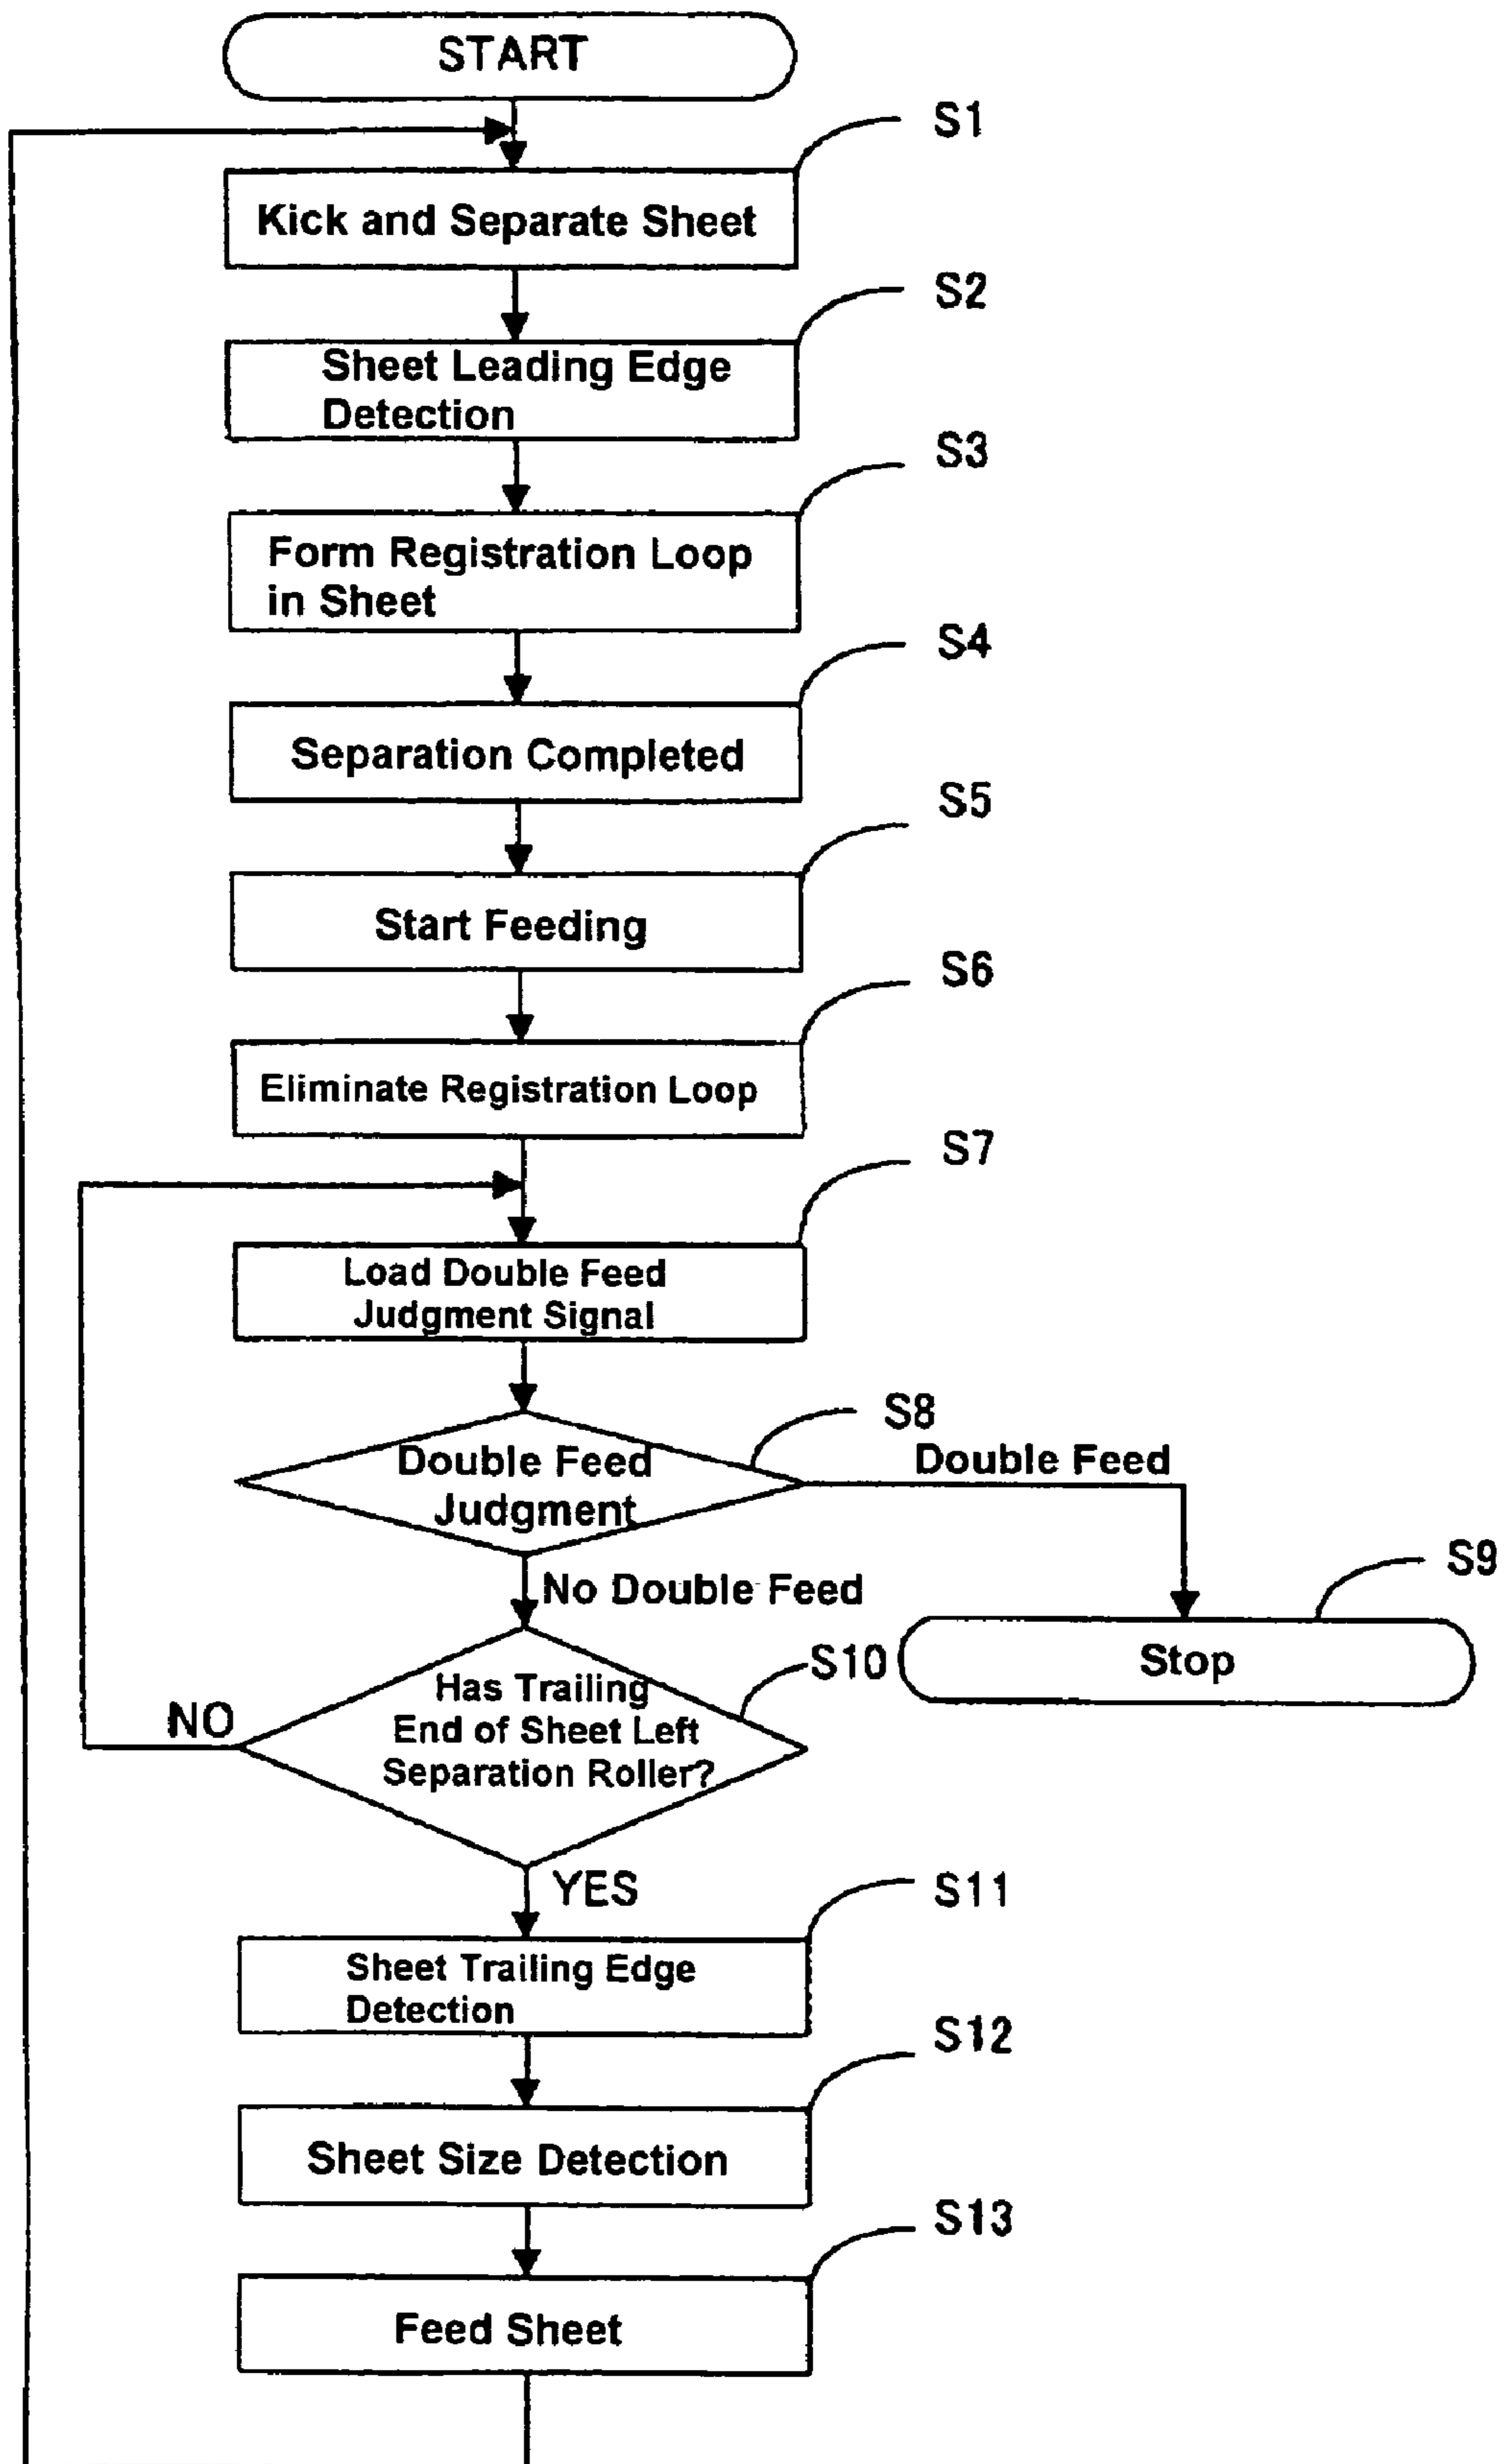 START
S1
Kick and Separate Sheet
S2
Sheet Leading Edge
Detection
S3
Form Registration Loop
in Sheet
S4
Separation Completed
S5
Start Feeding
S6
Eliminate Registration Loop
S7
Load Double Feed
Judgment Signal
S8
Double Feed
Judgment
Double Feed
S9
No Double Feed
Stop
S10
Has Trailing
End of Sheet Left
Separation Roller?
NO
YES
S11
Sheet Trailing Edge
Detection
S12
Sheet Size Detection
S13
Feed Sheet